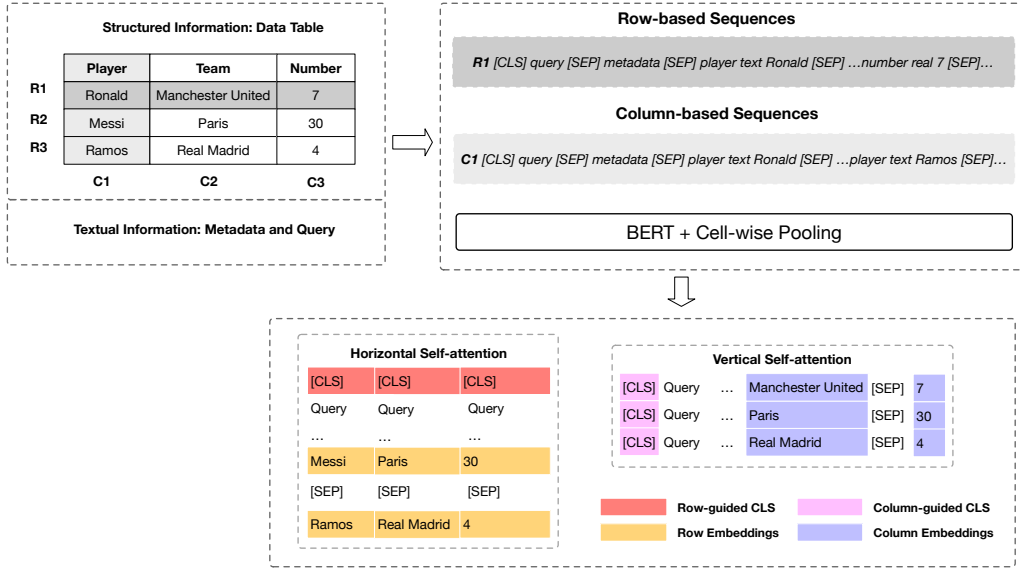 Structured Information: Data Table
Player Team Number
R1 Ronald Manchester United 7
R2 Messi Paris 30
R3 Ramos Real Madrid 4
C1 C2 C3
Textual Information: Metadata and Query
Row-based Sequences
R1 [CLS] query [SEP] metadata [SEP] player text Ronald [SEP] …number real 7 [SEP]…
Column-based Sequences
C1 [CLS] query [SEP] metadata [SEP] player text Ronald [SEP] …player text Ramos [SEP]…
BERT + Cell-wise Pooling
Horizontal Self-attention
[CLS] [CLS] [CLS]
Query Query Query
… … …
Messi Paris 30
[SEP] [SEP] [SEP]
Ramos Real Madrid 4
Vertical Self-attention
[CLS] Query … Manchester United [SEP] 7
[CLS] Query … Paris [SEP] 30
[CLS] Query … Real Madrid [SEP] 4
Row-guided CLS Column-guided CLS
Row Embeddings Column Embeddings